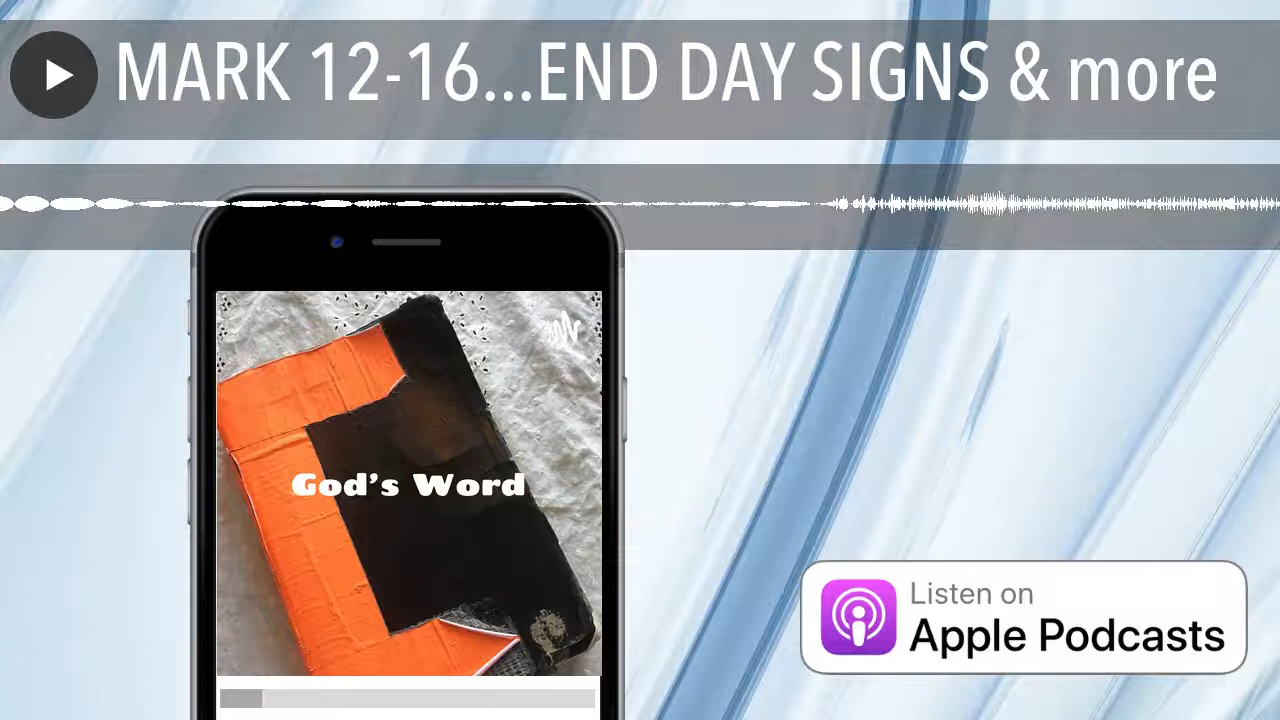 MARK 12-16...END DAY SIGNS & more
God's Word
Listen on
Apple Podcasts